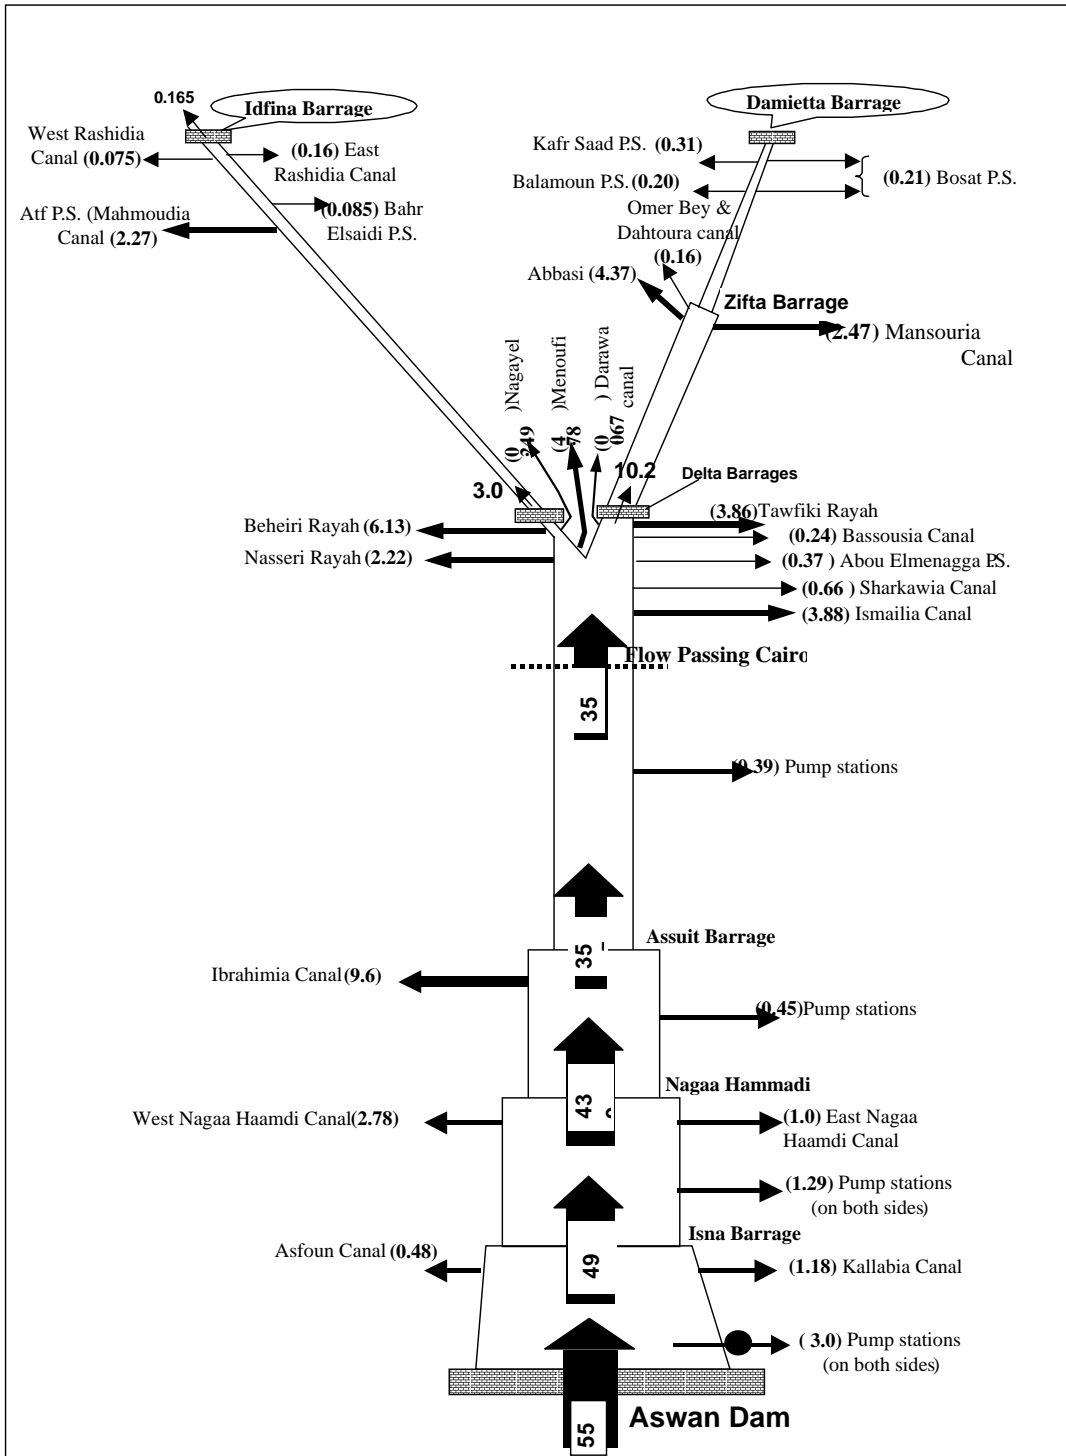 0.165
Idfina Barrage
Damietta Barrage
West Rashidia
Canal (0.075)
(0.16) East
Rashidia Canal
Kafr Saad P.S. (0.31)
Balamoun P.S. (0.20)
(0.21) Bosat P.S.
Atf P.S. (Mahmoudia
Canal (2.27)
(0.085) Bahr
Elsaidi P.S.
Omer Bey &
Dahtoura canal
(0.16)
Abbasi (4.37)
Zifta Barrage
(2.47) Mansouria
Canal
)Nagayel
(0
)Menoufi
(4
78
) Darawa
canal
(0
067
3.0
10.2
Delta Barrages
Beheiri Rayah (6.13)
Nasseri Rayah (2.22)
(3.86)Tawfiki Rayah
(0.24) Bassousia Canal
(0.37 ) Abou Elmenagga P.S.
(0.66 ) Sharkawia Canal
(3.88) Ismailia Canal
Flow Passing Cairo
35
(0.39) Pump stations
Assuit Barrage
35
Ibrahimia Canal(9.6)
(0.45)Pump stations
Nagaa Hammadi
43
West Nagaa Haamdi Canal(2.78)
(1.0) East Nagaa
Haamdi Canal
(1.29) Pump stations
(on both sides)
Isna Barrage
Asfoun Canal (0.48)
49
(1.18) Kallabia Canal
( 3.0) Pump stations
(on both sides)
Aswan Dam
55